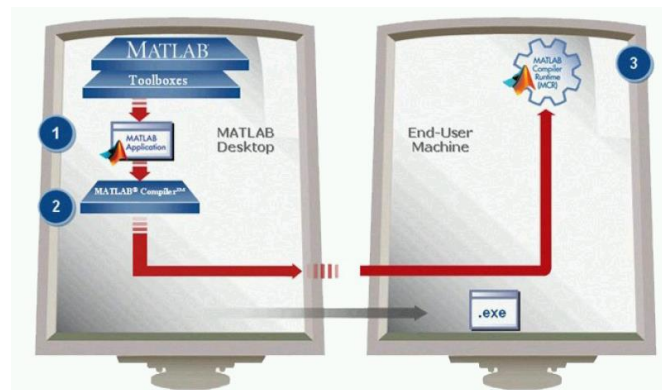 MATLAB®
Toolboxes
1
MATLAB
Application
MATLAB
Desktop
MATLAB® Compiler™
2
MATLAB
Compiler
Runtime
(MCR)
3
End-User
Machine
.exe